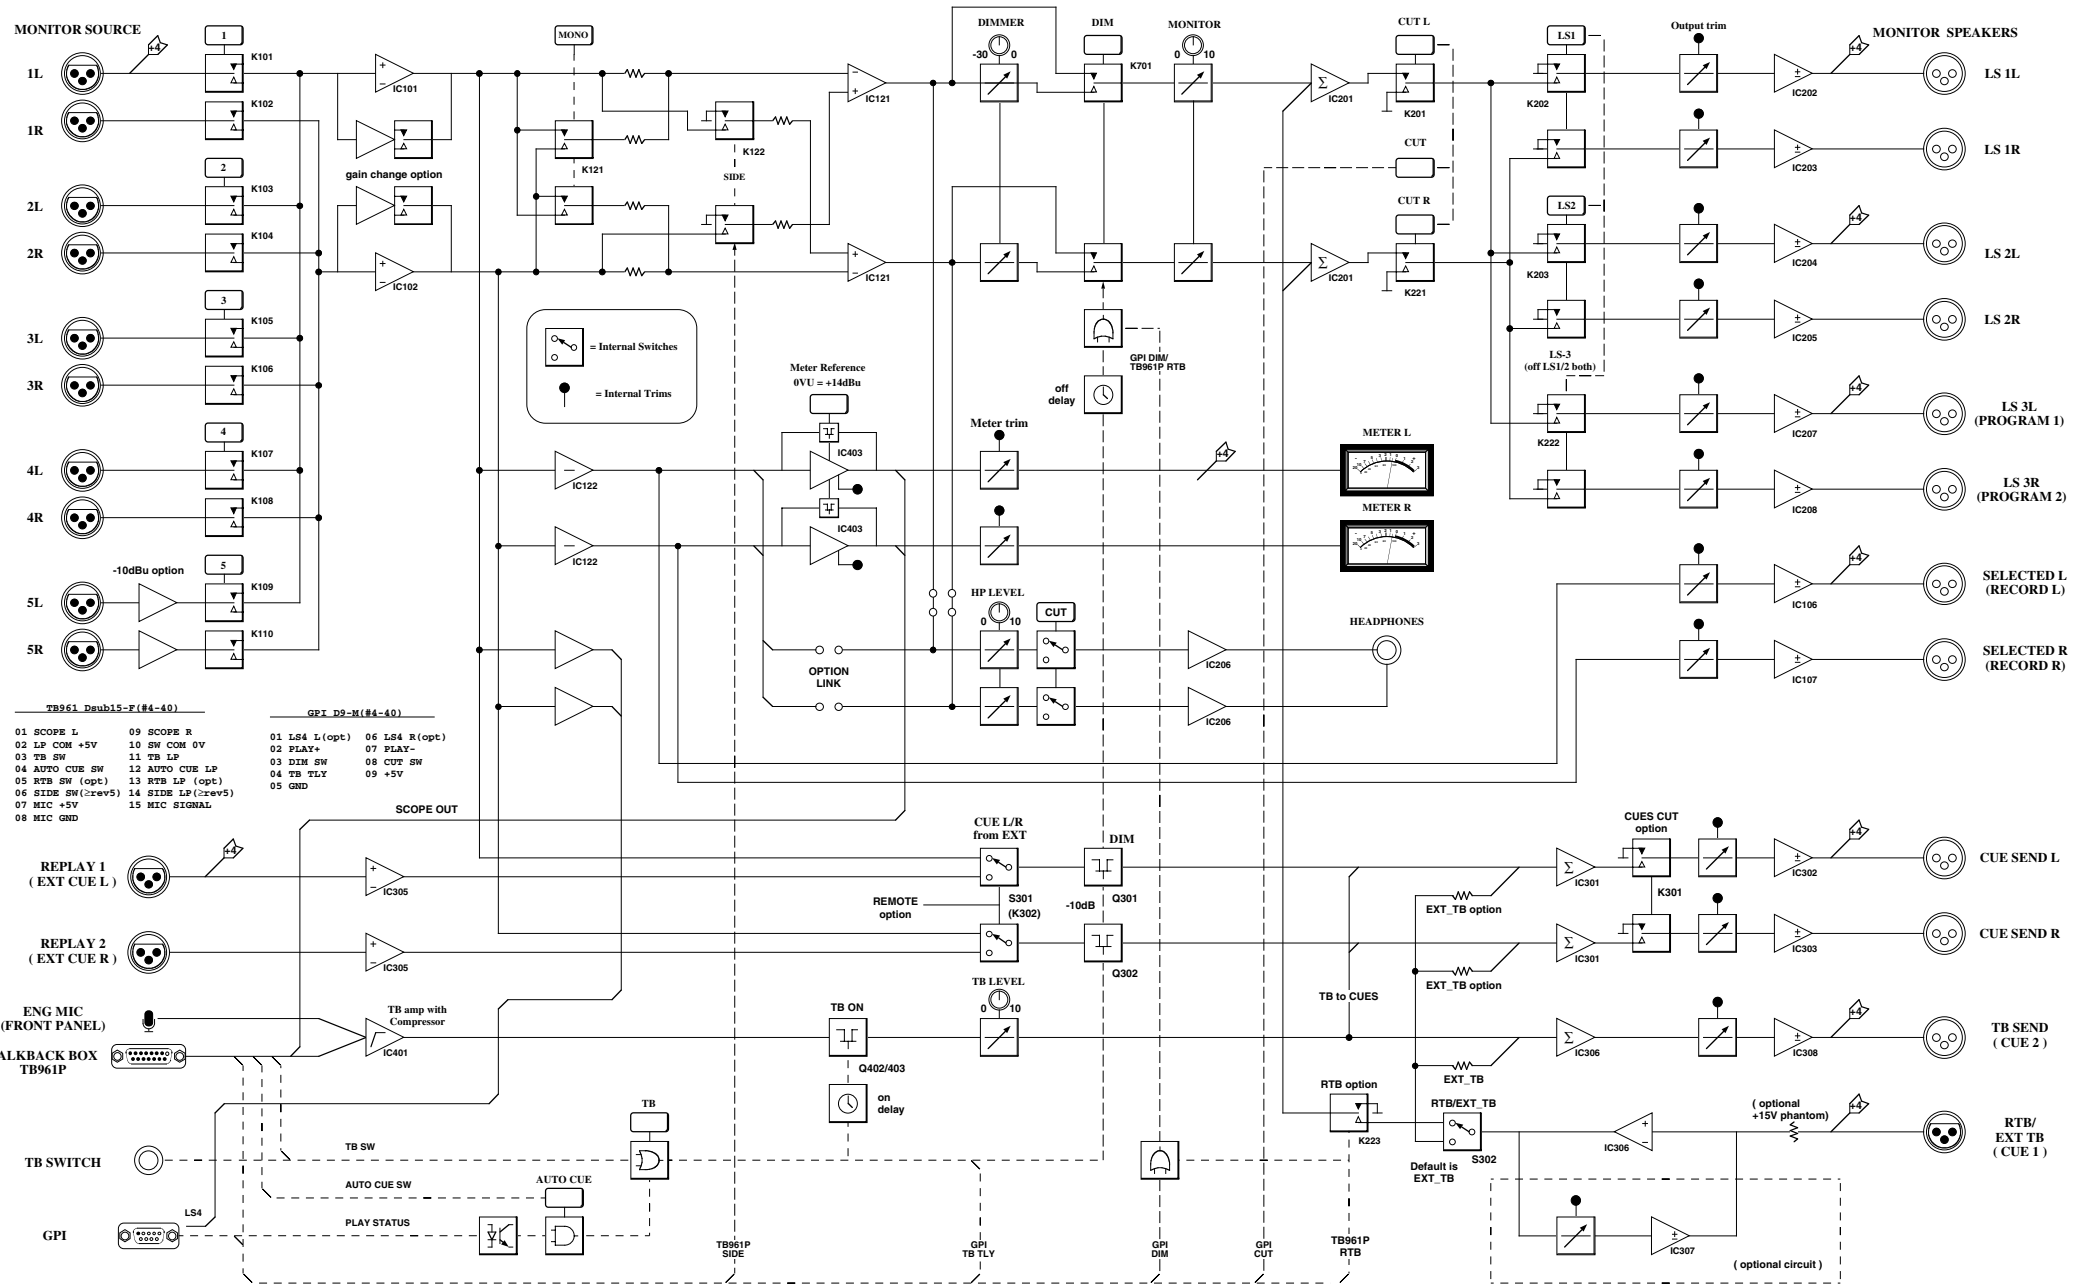 MONITOR SOURCE
+4
1L
1R
2L
2R
3L
3R
4L
4R
-10dBu option
5L
5R
1
K101
K102
2
K103
K104
3
K105
K106
4
K107
K108
5
K109
K110
IC101
gain change option
IC102
MONO
K121
K122
SIDE
IC121
IC121
DIMMER
-30 0
DIM
K701
MONITOR
0 10
IC201
IC201
CUT L
K201
CUT
CUT R
K221
LS1
K202
LS2
K203
LS-3
(off LS1/2 both)
K222
Output trim
MONITOR SPEAKERS
IC202
+4
LS 1L
IC203
LS 1R
IC204
+4
LS 2L
IC205
LS 2R
IC207
+4
LS 3L
(PROGRAM 1)
IC208
LS 3R
(PROGRAM 2)
IC106
+4
SELECTED L
(RECORD L)
IC107
SELECTED R
(RECORD R)
= Internal Switches
= Internal Trims
Meter Reference
0VU = +14dBu
IC403
IC403
IC122
IC122
Meter trim
off
delay
GPI DIM/
TB961P RTB
+4
METER L
METER R
HP LEVEL
0 10
CUT
IC206
IC206
HEADPHONES
OPTION
LINK
TB961 Dsub15-F(#4-40)
01 SCOPE L 09 SCOPE R
02 LP COM +5V 10 SW COM 0V
03 TB SW 11 TB LP
04 AUTO CUE SW 12 AUTO CUE LP
05 RTB SW (opt) 13 RTB LP (opt)
06 SIDE SW(≥rev5) 14 SIDE LP(≥rev5)
07 MIC +5V 15 MIC SIGNAL
08 MIC GND
GPI D9-M(#4-40)
01 LS4 L(opt) 06 LS4 R(opt)
02 PLAY+ 07 PLAY-
03 DIM SW 08 CUT SW
04 TB TLY 09 +5V
05 GND
SCOPE OUT
REPLAY 1
( EXT CUE L )
+4
IC305
REPLAY 2
( EXT CUE R )
IC305
CUE L/R
from EXT
S301
(K302)
REMOTE
option
DIM
Q301
-10dB
Q302
EXT_TB option
EXT_TB option
IC301
IC301
CUES CUT
option
K301
IC302
+4
CUE SEND L
IC303
CUE SEND R
ENG MIC
(FRONT PANEL)
ALKBACK BOX
TB961P
TB amp with
Compressor
IC401
TB ON
Q402/403
on
delay
TB LEVEL
0 10
TB to CUES
EXT_TB
IC306
IC308
+4
TB SEND
( CUE 2 )
RTB option
K223
RTB/EXT_TB
S302
Default is
EXT_TB
IC306
( optional
+15V phantom)
+4
RTB/
EXT TB
( CUE 1 )
IC307
( optional circuit )
TB SWITCH
TB SW
TB
AUTO CUE SW
AUTO CUE
GPI
LS4
PLAY STATUS
TB961P
SIDE
GPI
TB TLY
GPI
DIM
GPI
CUT
TB961P
RTB